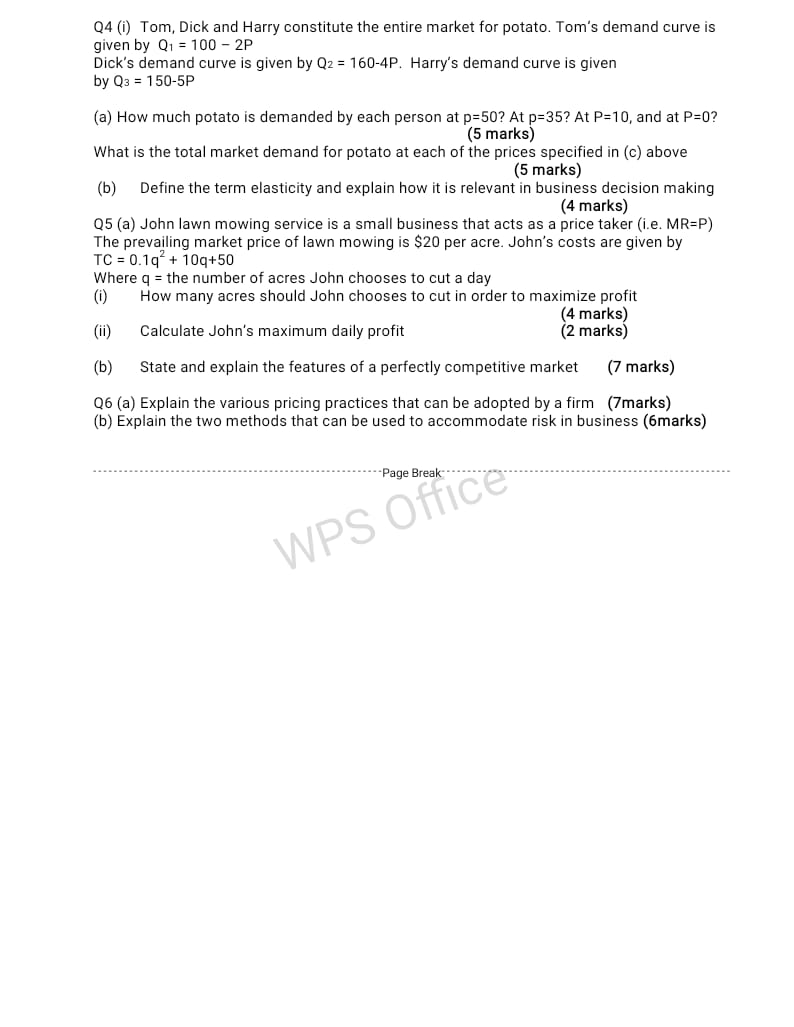 Q4 (i) Tom, Dick and Harry constitute the entire market for potato. Tom's demand curve is
given by Q₁ = 100 – 2P
Dick's demand curve is given by Q₂ = 160-4P. Harry's demand curve is given
by Q₃ = 150-5P
(a) How much potato is demanded by each person at p=50? At p=35? At P=10, and at P=0?
(5 marks)
What is the total market demand for potato at each of the prices specified in (c) above
(5 marks)
(b) Define the term elasticity and explain how it is relevant in business decision making
(4 marks)
Q5 (a) John lawn mowing service is a small business that acts as a price taker (i.e. MR=P)
The prevailing market price of lawn mowing is $20 per acre. John's costs are given by
TC = 0.1q² + 10q+50
Where q = the number of acres John chooses to cut a day
(i) How many acres should John chooses to cut in order to maximize profit
(4 marks)
(ii) Calculate John's maximum daily profit (2 marks)
(b) State and explain the features of a perfectly competitive market (7 marks)
Q6 (a) Explain the various pricing practices that can be adopted by a firm (7marks)
(b) Explain the two methods that can be used to accommodate risk in business (6marks)
Page Break
WPS Office